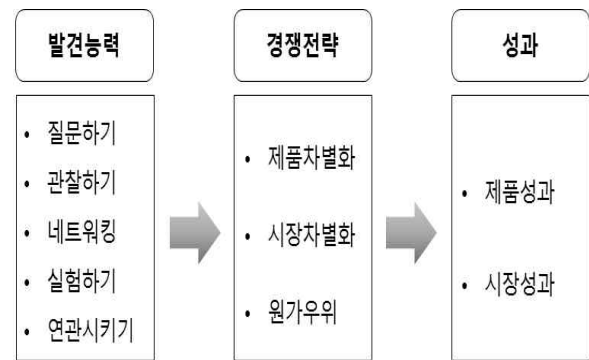 발견능력
• 질문하기
• 관찰하기
• 네트워킹
• 실험하기
• 연관시키기
경쟁전략
• 제품차별화
• 시장차별화
• 원가우위
성과
• 제품성과
• 시장성과